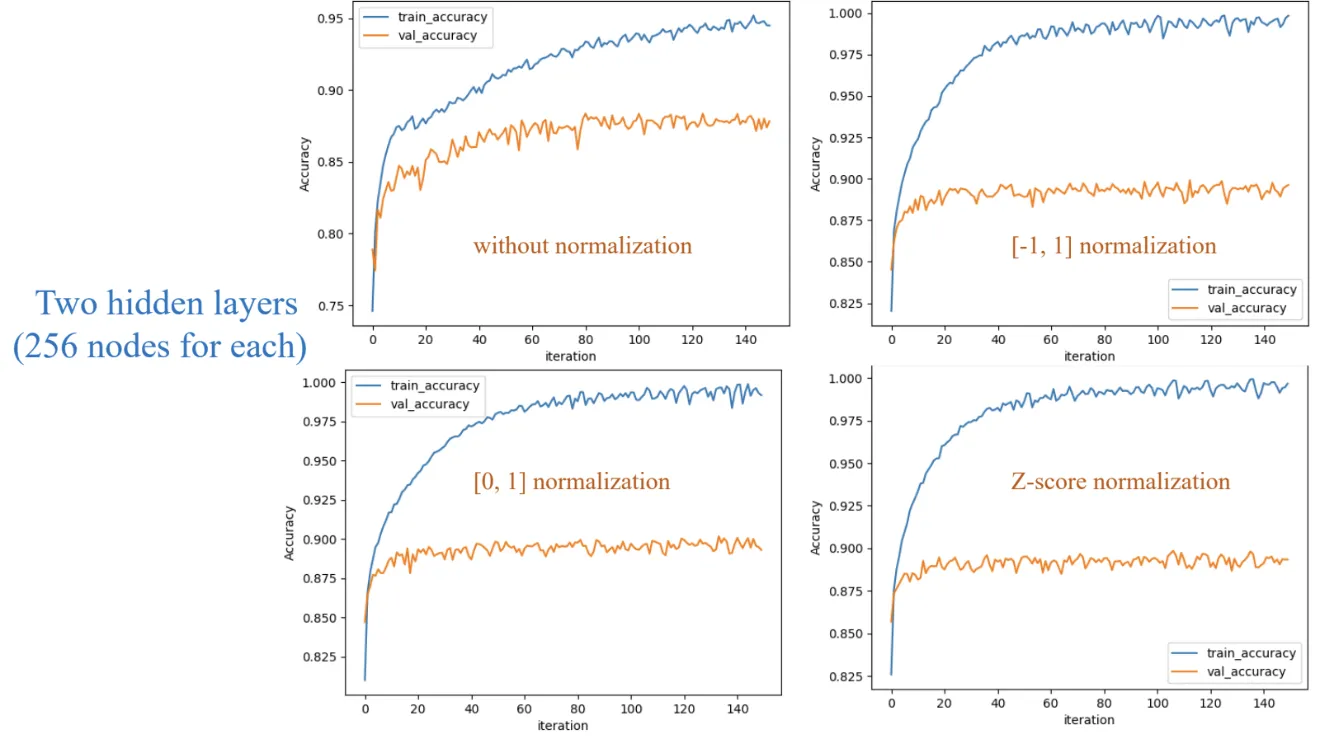 0.95
0.90
0.85
0.80
0.75
Accuracy
train_accuracy
val_accuracy
without normalization
0 20 40 60 80 100 120 140
iteration
1.000
0.975
0.950
0.925
0.900
0.875
0.850
0.825
Accuracy
[-1, 1] normalization
train_accuracy
val_accuracy
0 20 40 60 80 100 120 140
iteration
Two hidden layers
(256 nodes for each)
1.000
0.975
0.950
0.925
0.900
0.875
0.850
0.825
Accuracy
train_accuracy
val_accuracy
[0, 1] normalization
0 20 40 60 80 100 120 140
iteration
1.000
0.975
0.950
0.925
0.900
0.875
0.850
0.825
Accuracy
Z-score normalization
train_accuracy
val_accuracy
0 20 40 60 80 100 120 140
iteration